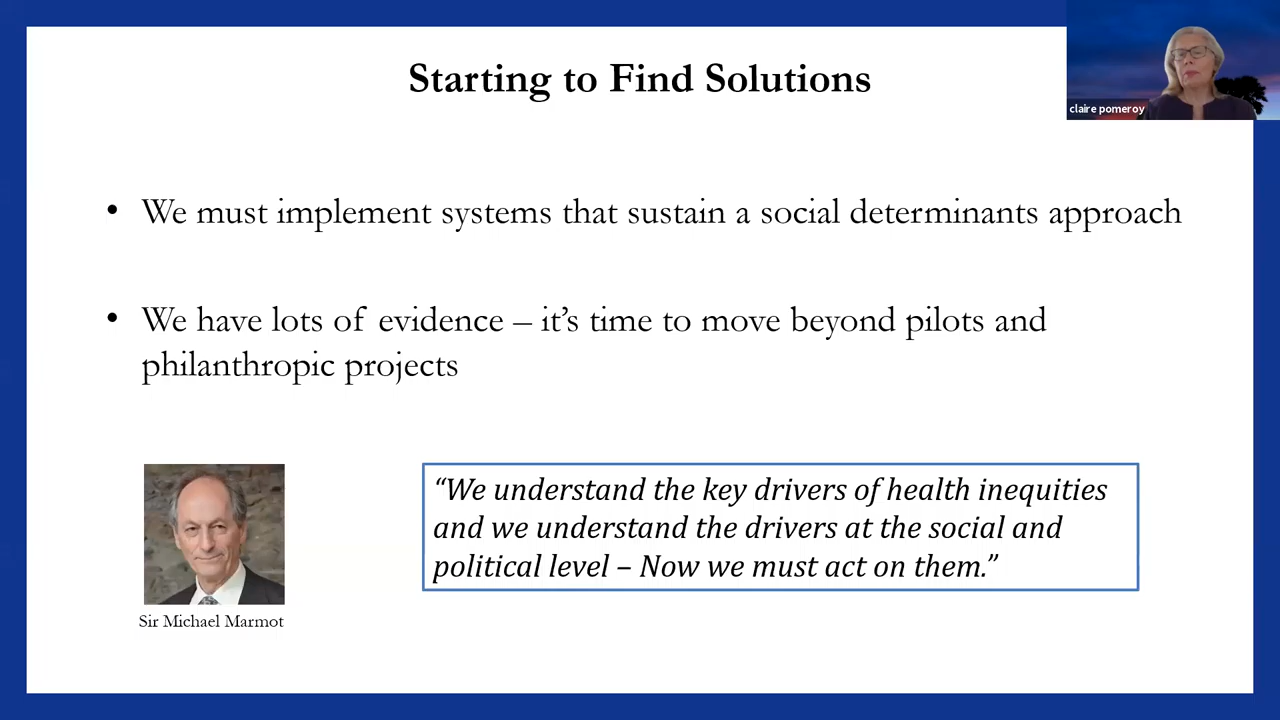 Starting to Find Solutions
claire pomeroy
• We must implement systems that sustain a social determinants approach
• We have lots of evidence – it’s time to move beyond pilots and
philanthropic projects
“We understand the key drivers of health inequities
and we understand the drivers at the social and
political level – Now we must act on them.”
Sir Michael Marmot